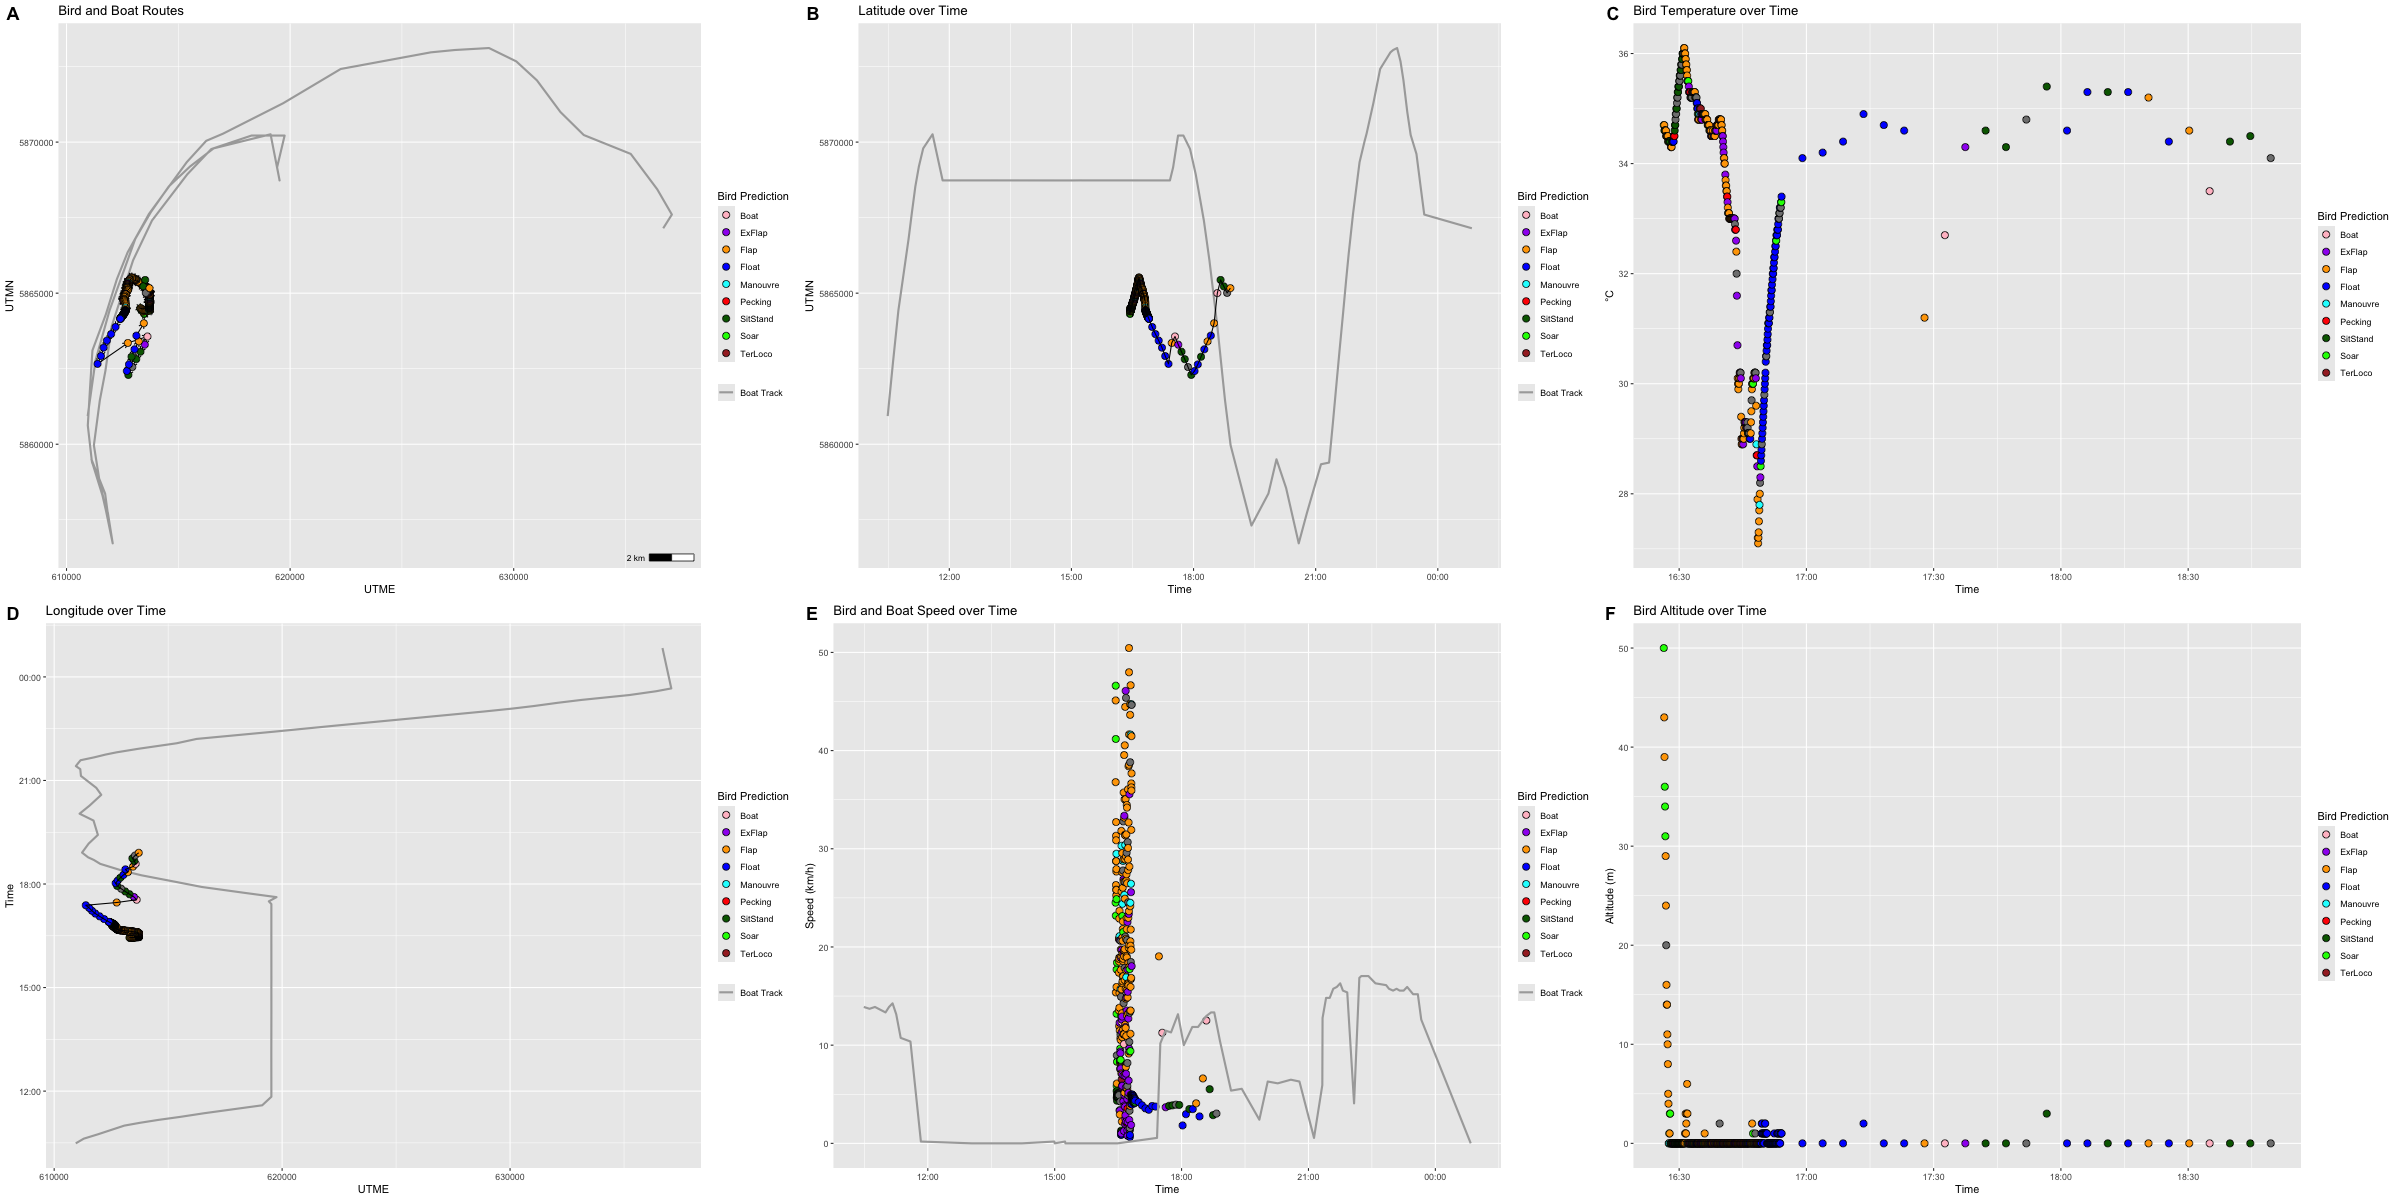 A Bird and Boat Routes
5870000
5865000
5860000
UTMN
610000 620000 630000
UTME
2 km
Bird Prediction
Boat
ExFlap
Flap
Float
Manouvre
Pecking
SitStand
Soar
TerLoco
Boat Track
B Latitude over Time
5870000
5865000
5860000
UTMN
12:00 15:00 18:00 21:00 00:00
Time
Bird Prediction
Boat
ExFlap
Flap
Float
Manouvre
Pecking
SitStand
Soar
TerLoco
Boat Track
C Bird Temperature over Time
36
34
32
30
28
°C
16:30 17:00 17:30 18:00 18:30
Time
Bird Prediction
Boat
ExFlap
Flap
Float
Manouvre
Pecking
SitStand
Soar
TerLoco
D Longitude over Time
00:00
21:00
18:00
15:00
12:00
Time
610000 620000 630000
UTME
Bird Prediction
Boat
ExFlap
Flap
Float
Manouvre
Pecking
SitStand
Soar
TerLoco
Boat Track
E Bird and Boat Speed over Time
50
40
30
20
10
0
Speed (km/h)
12:00 15:00 18:00 21:00 00:00
Time
Bird Prediction
Boat
ExFlap
Flap
Float
Manouvre
Pecking
SitStand
Soar
TerLoco
Boat Track
F Bird Altitude over Time
50
40
30
20
10
0
Altitude (m)
16:30 17:00 17:30 18:00 18:30
Time
Bird Prediction
Boat
ExFlap
Flap
Float
Manouvre
Pecking
SitStand
Soar
TerLoco